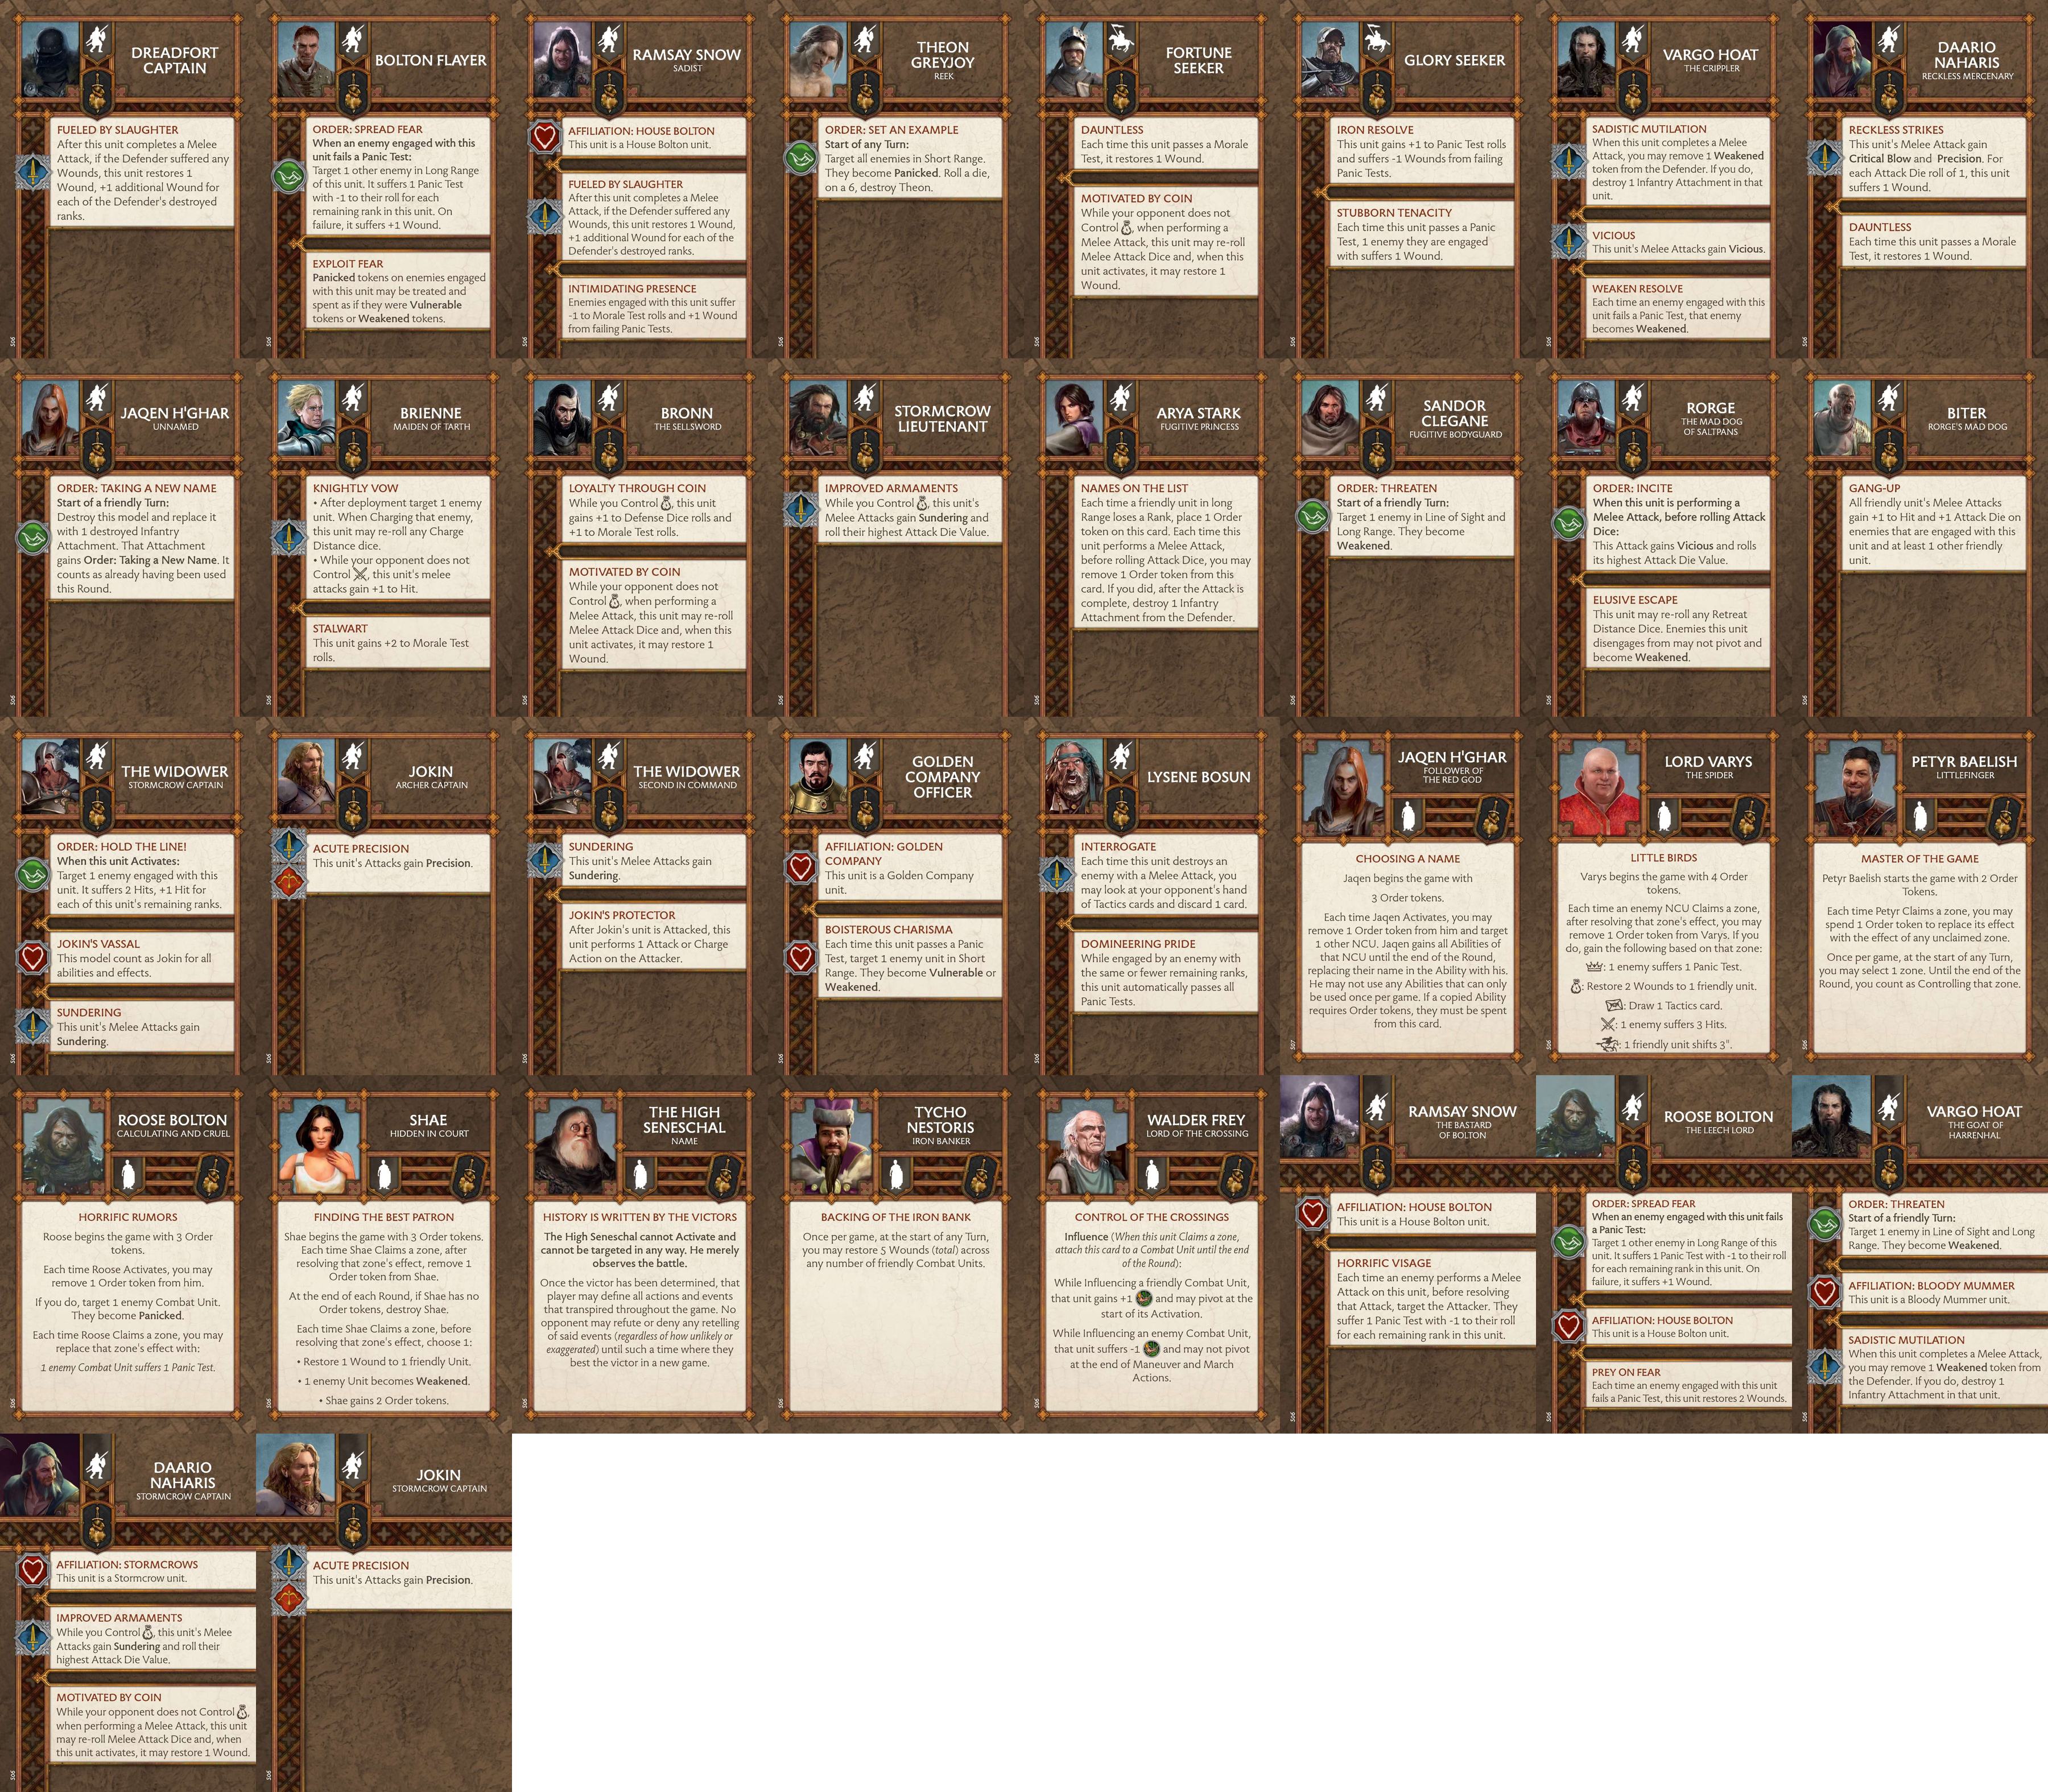 DREADFORT
CAPTAIN
FUELED BY SLAUGHTER
After this unit completes a Melee
Attack, if the Defender suffered any
Wounds, this unit restores 1
Wound, +1 additional Wound for
each of the Defender's destroyed
ranks.
S06
BOLTON FLAYER
ORDER: SPREAD FEAR
When an enemy engaged with this
unit fails a Panic Test:
Target 1 other enemy in Long Range
of this unit. It suffers 1 Panic Test
with -1 to their roll for each
remaining rank in this unit. On
failure, it suffers +1 Wound.
EXPLOIT FEAR
Panicked tokens on enemies engaged
with this unit may be treated and
spent as if they were Vulnerable
tokens or Weakened tokens.
S06
RAMSAY SNOW
SADIST
AFFILIATION: HOUSE BOLTON
This unit is a House Bolton unit.
FUELED BY SLAUGHTER
After this unit completes a Melee
Attack, if the Defender suffered any
Wounds, this unit restores 1 Wound,
+1 additional Wound for each of the
Defender's destroyed ranks.
INTIMIDATING PRESENCE
Enemies engaged with this unit suffer
-1 to Morale Test rolls and +1 Wound
from failing Panic Tests.
S06
THEON
GREYJOY
REEK
ORDER: SET AN EXAMPLE
Start of any Turn:
Target all enemies in Short Range.
They become Panicked. Roll a die,
on a 6, destroy Theon.
S06
FORTUNE
SEEKER
DAUNTLESS
Each time this unit passes a Morale
Test, it restores 1 Wound.
MOTIVATED BY COIN
While your opponent does not
Control , when performing a
Melee Attack, this unit may re-roll
Melee Attack Dice and, when this
unit activates, it may restore 1
Wound.
S06
GLORY SEEKER
IRON RESOLVE
This unit gains +1 to Panic Test rolls
and suffers -1 Wounds from failing
Panic Tests.
STUBBORN TENACITY
Each time this unit passes a Panic
Test, 1 enemy they are engaged
with suffers 1 Wound.
S06
VARGO HOAT
THE CRIPPLER
SADISTIC MUTILATION
When this unit completes a Melee
Attack, you may remove 1 Weakened
token from the Defender. If you do,
destroy 1 Infantry Attachment in that
unit.
VICIOUS
This unit's Melee Attacks gain Vicious.
WEAKEN RESOLVE
Each time an enemy engaged with this
unit fails a Panic Test, that enemy
becomes Weakened.
S06
DAARIO
NAHARIS
RECKLESS MERCENARY
RECKLESS STRIKES
This unit's Melee Attack gain
Critical Blow and Precision. For
each Attack Die roll of 1, this unit
suffers 1 Wound.
DAUNTLESS
Each time this unit passes a Morale
Test, it restores 1 Wound.
S06
JAQEN H'GHAR
UNNAMED
ORDER: TAKING A NEW NAME
Start of a friendly Turn:
Destroy this model and replace it
with 1 destroyed Infantry
Attachment. That Attachment
gains Order: Taking a New Name. It
counts as already having been used
this Round.
S06
BRIENNE
MAIDEN OF TARTH
KNIGHTLY VOW
• After deployment target 1 enemy
unit. When Charging that enemy,
this unit may re-roll any Charge
Distance dice.
• While your opponent does not
Control , this unit's melee
attacks gain +1 to Hit.
STALWART
This unit gains +2 to Morale Test
rolls.
S06
BRONN
THE SELLSWORD
LOYALTY THROUGH COIN
While you Control , this unit
gains +1 to Defense Dice rolls and
+1 to Morale Test rolls.
MOTIVATED BY COIN
While your opponent does not
Control , when performing a
Melee Attack, this unit may re-roll
Melee Attack Dice and, when this
unit activates, it may restore 1
Wound.
S06
STORMCROW
LIEUTENANT
IMPROVED ARMAMENTS
While you Control , this unit's
Melee Attacks gain Sundering and
roll their highest Attack Die Value.
S06
ARYA STARK
FUGITIVE PRINCESS
NAMES ON THE LIST
Each time a friendly unit in long
Range loses a Rank, place 1 Order
token on this card. Each time this
unit performs a Melee Attack,
before rolling Attack Dice, you may
remove 1 Order token from this
card. If you did, after the Attack is
complete, destroy 1 Infantry
Attachment from the Defender.
S06
SANDOR
CLEGANE
FUGITIVE BODYGUARD
ORDER: THREATEN
Start of a friendly Turn:
Target 1 enemy in Line of Sight and
Long Range. They become
Weakened.
S06
RORGE
THE MAD DOG
OF SALTPANS
ORDER: INCITE
When this unit is performing a
Melee Attack, before rolling Attack
Dice:
This Attack gains Vicious and rolls
its highest Attack Die Value.
ELUSIVE ESCAPE
This unit may re-roll any Retreat
Distance Dice. Enemies this unit
disengages from may not pivot and
become Weakened.
S06
BITER
RORGE'S MAD DOG
GANG-UP
All friendly unit's Melee Attacks
gain +1 to Hit and +1 Attack Die on
enemies that are engaged with this
unit and at least 1 other friendly
unit.
S06
THE WIDOWER
STORMCROW CAPTAIN
ORDER: HOLD THE LINE!
When this unit Activates:
Target 1 enemy engaged with this
unit. It suffers 2 Hits, +1 Hit for
each of this unit's remaining ranks.
JOKIN'S VASSAL
This model count as Jokin for all
abilities and effects.
SUNDERING
This unit's Melee Attacks gain
Sundering.
S06
JOKIN
ARCHER CAPTAIN
ACUTE PRECISION
This unit's Attacks gain Precision.
S06
THE WIDOWER
SECOND IN COMMAND
SUNDERING
This unit's Melee Attacks gain
Sundering.
JOKIN'S PROTECTOR
After Jokin's unit is Attacked, this
unit performs 1 Attack or Charge
Action on the Attacker.
S06
GOLDEN
COMPANY
OFFICER
AFFILIATION: GOLDEN
COMPANY
This unit is a Golden Company
unit.
BOISTEROUS CHARISMA
Each time this unit passes a Panic
Test, target 1 enemy unit in Short
Range. They become Vulnerable or
Weakened.
S06
LYSENE BOSUN
INTERROGATE
Each time this unit destroys an
enemy with a Melee Attack, you
may look at your opponent's hand
of Tactics cards and discard 1 card.
DOMINEERING PRIDE
While engaged by an enemy with
the same or fewer remaining ranks,
this unit automatically passes all
Panic Tests.
S06
JAQEN H'GHAR
FOLLOWER OF
THE RED GOD
CHOOSING A NAME
Jaqen begins the game with
3 Order tokens.
Each time Jaqen Activates, you may
remove 1 Order token from him and target
1 other NCU. Jaqen gains all Abilities of
that NCU until the end of the Round,
replacing their name in the Ability with his.
He may not use any Abilities that can only
be used once per game. If a copied Ability
requires Order tokens, they must be spent
from this card.
S07
LORD VARYS
THE SPIDER
LITTLE BIRDS
Varys begins the game with 4 Order
tokens.
Each time an enemy NCU Claims a zone,
after resolving that zone's effect, you may
remove 1 Order token from Varys. If you
do, gain the following based on that zone:
: 1 enemy suffers 1 Panic Test.
: Restore 2 Wounds to 1 friendly unit.
: Draw 1 Tactics card.
: 1 enemy suffers 3 Hits.
: 1 friendly unit shifts 3".
S06
PETYR BAELISH
LITTLEFINGER
MASTER OF THE GAME
Petyr Baelish starts the game with 2 Order
Tokens.
Each time Petyr Claims a zone, you may
spend 1 Order token to replace its effect
with the effect of any unclaimed zone.
Once per game, at the start of any Turn,
you may select 1 zone. Until the end of the
Round, you count as Controlling that zone.
S06
ROOSE BOLTON
CALCULATING AND CRUEL
HORRIFIC RUMORS
Roose begins the game with 3 Order
tokens.
Each time Roose Activates, you may
remove 1 Order token from him.
If you do, target 1 enemy Combat Unit.
They become Panicked.
Each time Roose Claims a zone, you may
replace that zone's effect with:
1 enemy Combat Unit suffers 1 Panic Test.
S06
SHAE
HIDDEN IN COURT
FINDING THE BEST PATRON
Shae begins the game with 3 Order tokens.
Each time Shae Claims a zone, after
resolving that zone's effect, remove 1
Order token from Shae.
At the end of each Round, if Shae has no
Order tokens, destroy Shae.
Each time Shae Claims a zone, before
resolving that zone's effect, choose 1:
• Restore 1 Wound to 1 friendly Unit.
• 1 enemy Unit becomes Weakened.
• Shae gains 2 Order tokens.
S06
THE HIGH
SENESCHAL
NAME
HISTORY IS WRITTEN BY THE VICTORS
The High Seneschal cannot Activate and
cannot be targeted in any way. He merely
observes the battle.
Once the victor has been determined, that
player may define all actions and events
that transpired throughout the game. No
opponent may refute or deny any retelling
of said events (regardless of how unlikely or
exaggerated) until such a time where they
best the victor in a new game.
S06
TYCHO
NESTORIS
IRON BANKER
BACKING OF THE IRON BANK
Once per game, at the start of any Turn,
you may restore 5 Wounds (total) across
any number of friendly Combat Units.
S06
WALDER FREY
LORD OF THE CROSSING
CONTROL OF THE CROSSINGS
Influence (When this unit Claims a zone,
attach this card to a Combat Unit until the end
of the Round):
While Influencing a friendly Combat Unit,
that unit gains +1 and may pivot at the
start of its Activation.
While Influencing an enemy Combat Unit,
that unit suffers -1 and may not pivot
at the end of Maneuver and March
Actions.
S06
RAMSAY SNOW
THE BASTARD
OF BOLTON
AFFILIATION: HOUSE BOLTON
This unit is a House Bolton unit.
HORRIFIC VISAGE
Each time an enemy performs a Melee
Attack on this unit, before resolving
that Attack, target the Attacker. They
suffer 1 Panic Test with -1 to their roll
for each remaining rank in this unit.
S06
ROOSE BOLTON
THE LEECH LORD
ORDER: SPREAD FEAR
When an enemy engaged with this unit fails
a Panic Test:
Target 1 other enemy in Long Range of this
unit. It suffers 1 Panic Test with -1 to their roll
for each remaining rank in this unit. On
failure, it suffers +1 Wound.
AFFILIATION: HOUSE BOLTON
This unit is a House Bolton unit.
PREY ON FEAR
Each time an enemy engaged with this unit
fails a Panic Test, this unit restores 2 Wounds.
S06
VARGO HOAT
THE GOAT OF
HARRENHAL
ORDER: THREATEN
Start of a friendly Turn:
Target 1 enemy in Line of Sight and Long
Range. They become Weakened.
AFFILIATION: BLOODY MUMMER
This unit is a Bloody Mummer unit.
SADISTIC MUTILATION
When this unit completes a Melee Attack,
you may remove 1 Weakened token from
the Defender. If you do, destroy 1
Infantry Attachment in that unit.
S06
DAARIO
NAHARIS
STORMCROW CAPTAIN
AFFILIATION: STORMCROWS
This unit is a Stormcrow unit.
IMPROVED ARMAMENTS
While you Control , this unit's Melee
Attacks gain Sundering and roll their
highest Attack Die Value.
MOTIVATED BY COIN
While your opponent does not Control ,
when performing a Melee Attack, this unit
may re-roll Melee Attack Dice and, when
this unit activates, it may restore 1 Wound.
S06
JOKIN
STORMCROW CAPTAIN
ACUTE PRECISION
This unit's Attacks gain Precision.
S06